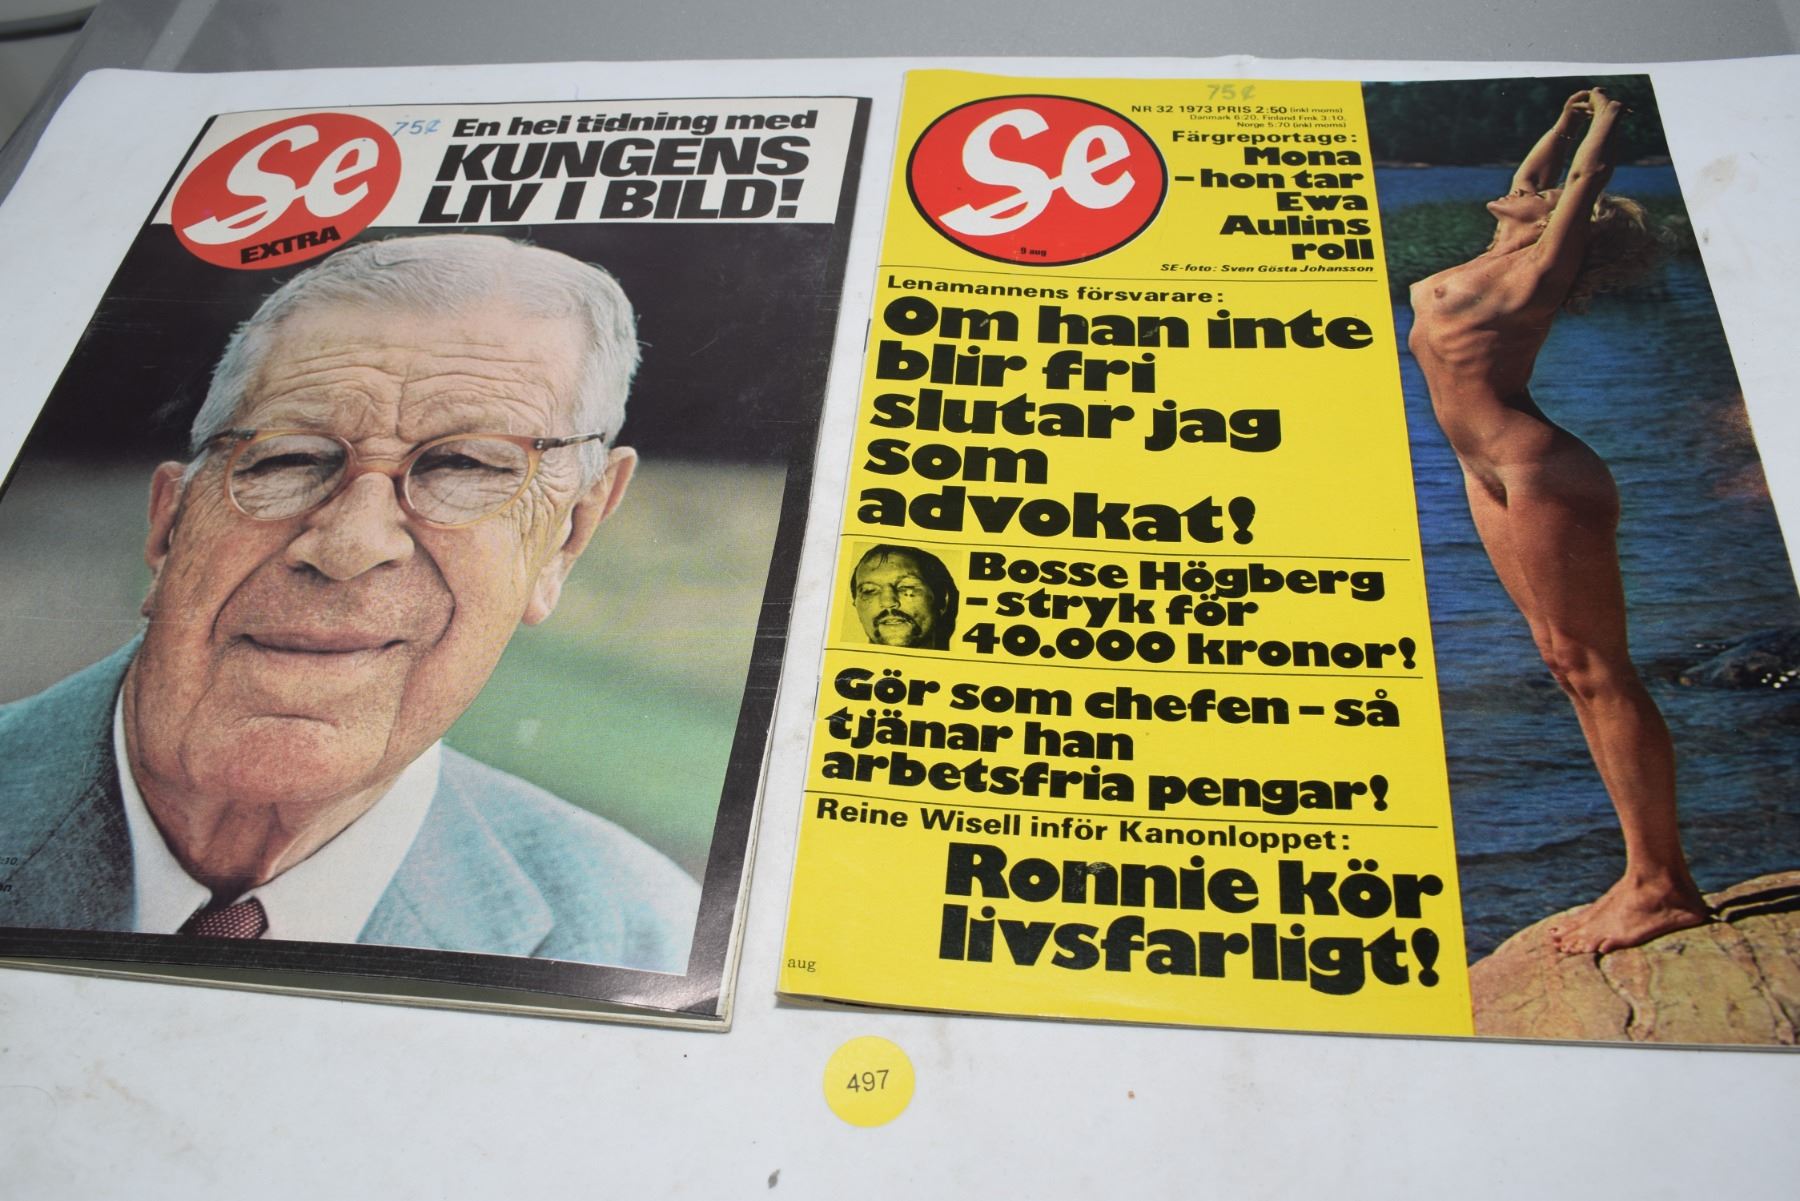 Se
EXTRA
75¢
En hel tidning med
KUNGENS
LIV I BILD!
Se
9 aug
75¢
NR 32 1973 PRIS 2:50 (inkl moms)
Danmark 6:20. Finland Fmk 3:10.
Norge 5:70 (inkl moms)
Färgreportage:
Mona
–hon tar
Ewa
Aulins
roll
SE-foto: Sven Gösta Johansson
Lenamannens försvarare:
Om han inte
blir fri
slutar jag
som
advokat!
Bosse Högberg
–stryk för
40.000 kronor!
Gör som chefen–så
tjänar han
arbetsfria pengar!
Reine Wisell inför Kanonloppet:
Ronnie kör
livsfarligt!
aug
497